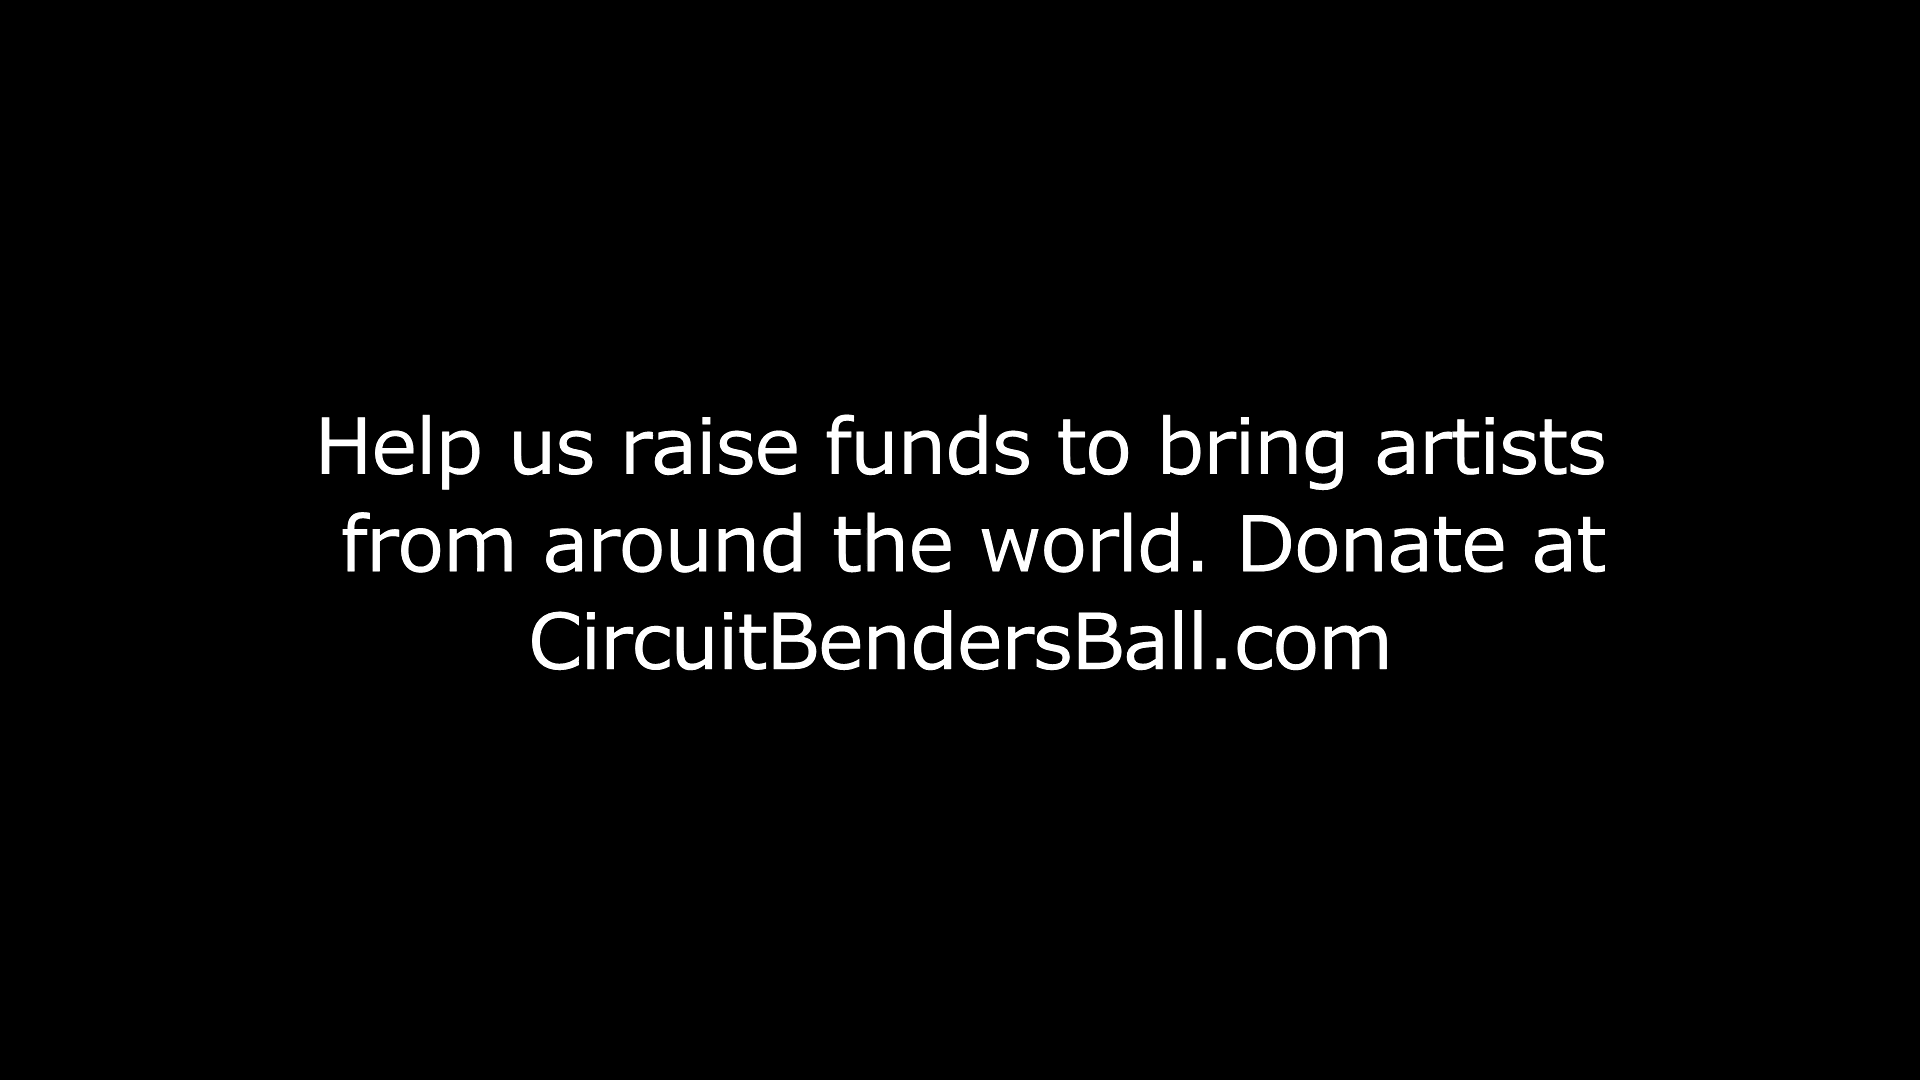 Help us raise funds to bring artists
from around the world. Donate at
CircuitBendersBall.com